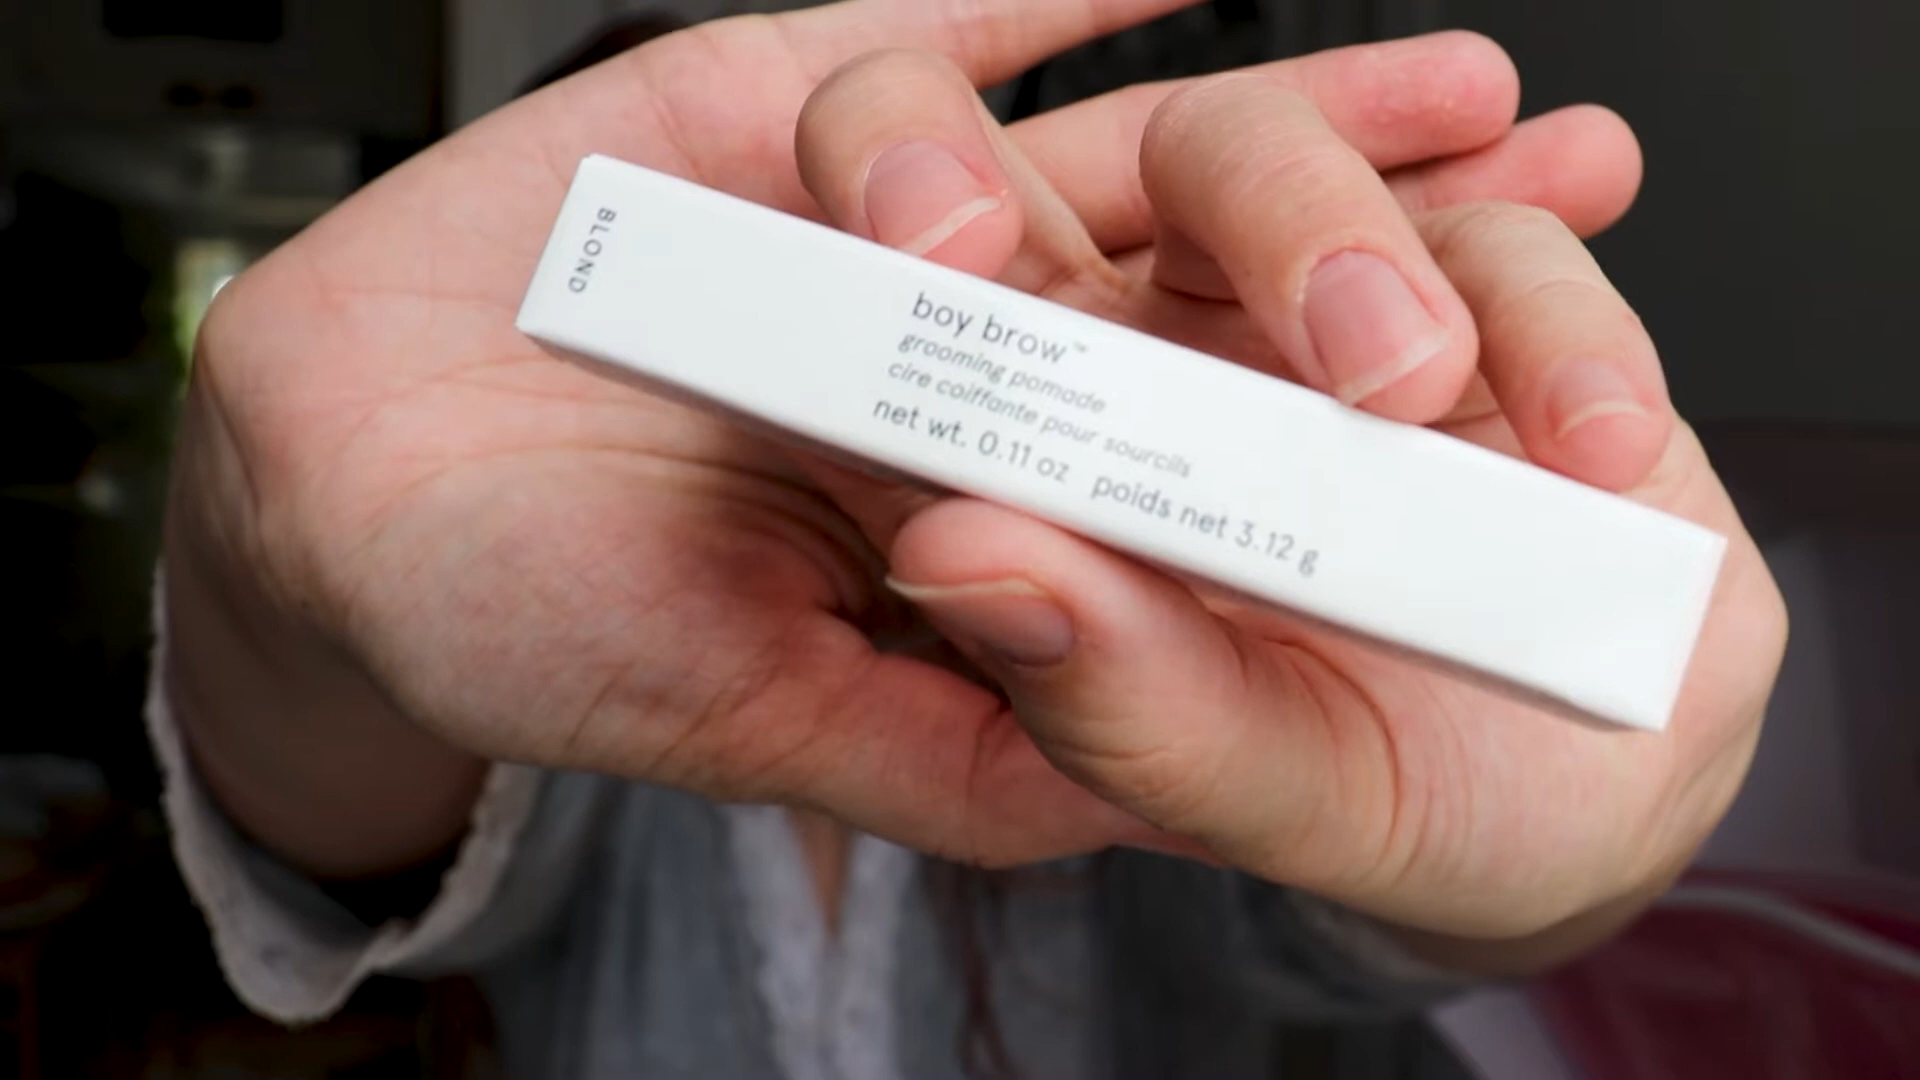 BLOND
boy brow™
grooming pomade
cire coiffante pour sourcils
net wt. 0.11 oz poids net 3.12 g